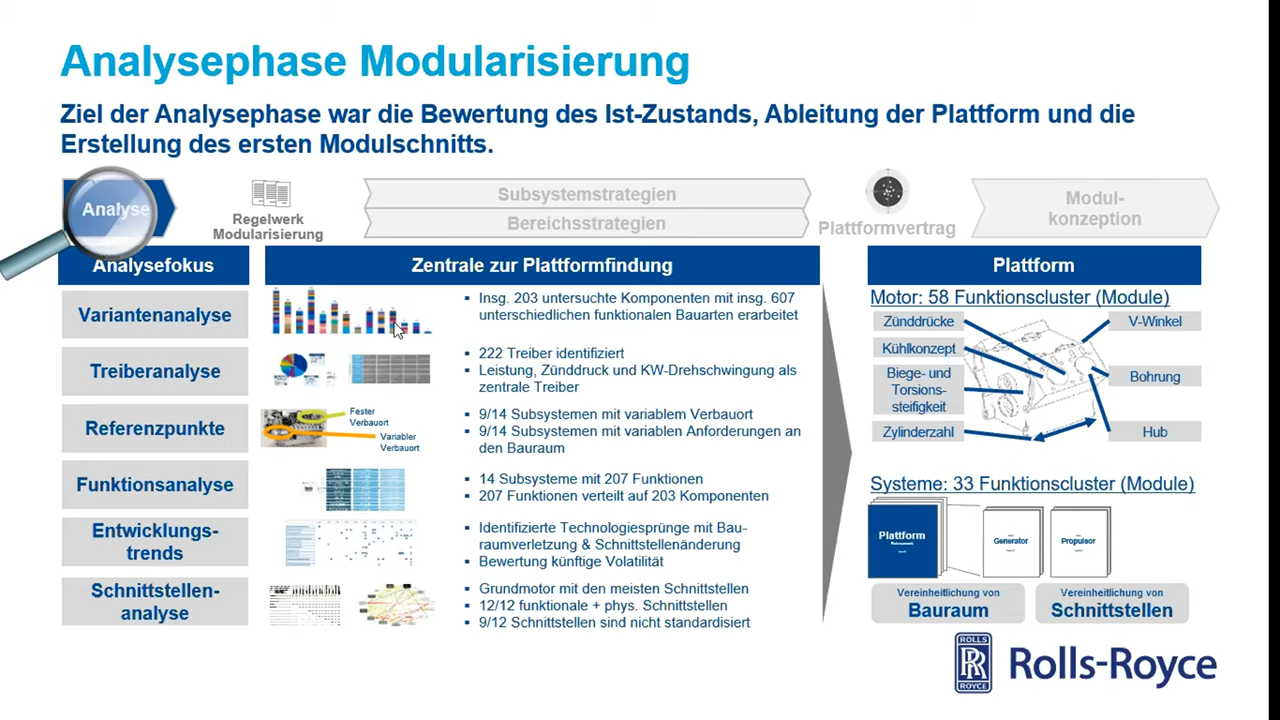 Analysephase Modularisierung
Ziel der Analysephase war die Bewertung des Ist-Zustands, Ableitung der Plattform und die
Erstellung des ersten Modulschnitts.
Analyse
Regelwerk
Modularisierung
Subsystemstrategien
Bereichsstrategien
Plattformvertrag
Modul-
konzeption
Analysefokus
Zentrale zur Plattformfindung
Plattform
Variantenanalyse
Insg. 203 untersuchte Komponenten mit insg. 607
unterschiedlichen funktionalen Bauarten erarbeitet
Treiberanalyse
222 Treiber identifiziert
Leistung, Zünddruck und KW-Drehschwingung als
zentrale Treiber
Referenzpunkte
Fester
Verbauort
Variabler
Verbauort
9/14 Subsystemen mit variablem Verbauort
9/14 Subsystemen mit variablen Anforderungen an
den Bauraum
Funktionsanalyse
14 Subsysteme mit 207 Funktionen
207 Funktionen verteilt auf 203 Komponenten
Entwicklungs-
trends
Identifizierte Technologiesprünge mit Bau-
raumverletzung & Schnittstellenänderung
Bewertung künftige Volatilität
Schnittstellen-
analyse
Grundmotor mit den meisten Schnittstellen
12/12 funktionale + phys. Schnittstellen
9/12 Schnittstellen sind nicht standardisiert
Motor: 58 Funktionscluster (Module)
Zünddrücke
Kühlkonzept
Biege- und
Torsions-
steifigkeit
Zylinderzahl
V-Winkel
Bohrung
Hub
Systeme: 33 Funktionscluster (Module)
Plattform
Generator
Propulsor
Vereinheitlichung von
Bauraum
Vereinheitlichung von
Schnittstellen
ROLLS
RR
ROYCE
Rolls-Royce